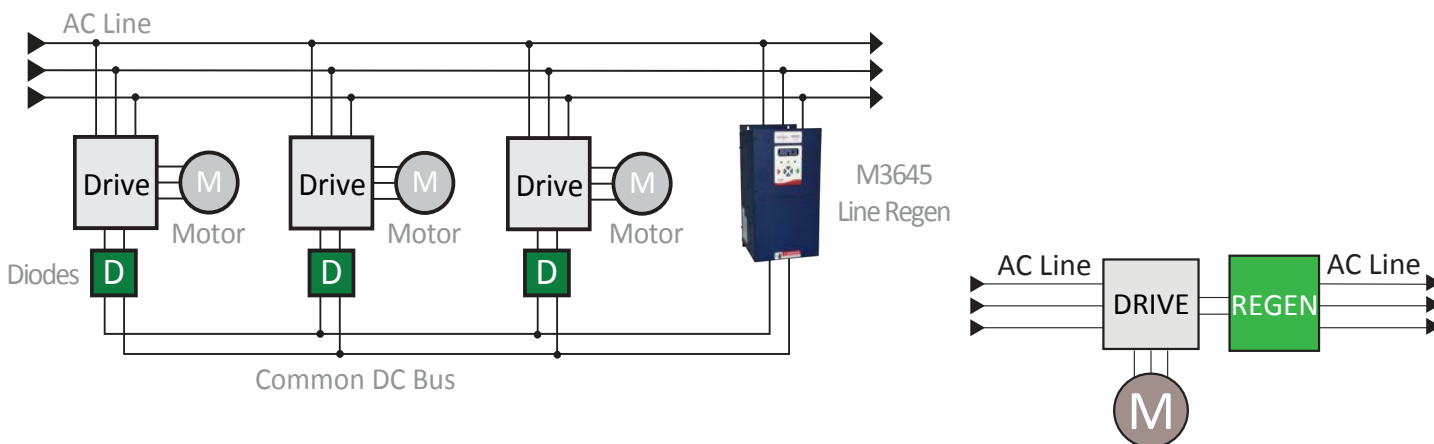 AC Line
Drive
M
Motor
Drive
M
Motor
Drive
M
Motor
M3645
Line Regen
Diodes
D
D
D
Common DC Bus
AC Line
AC Line
DRIVE
REGEN
M